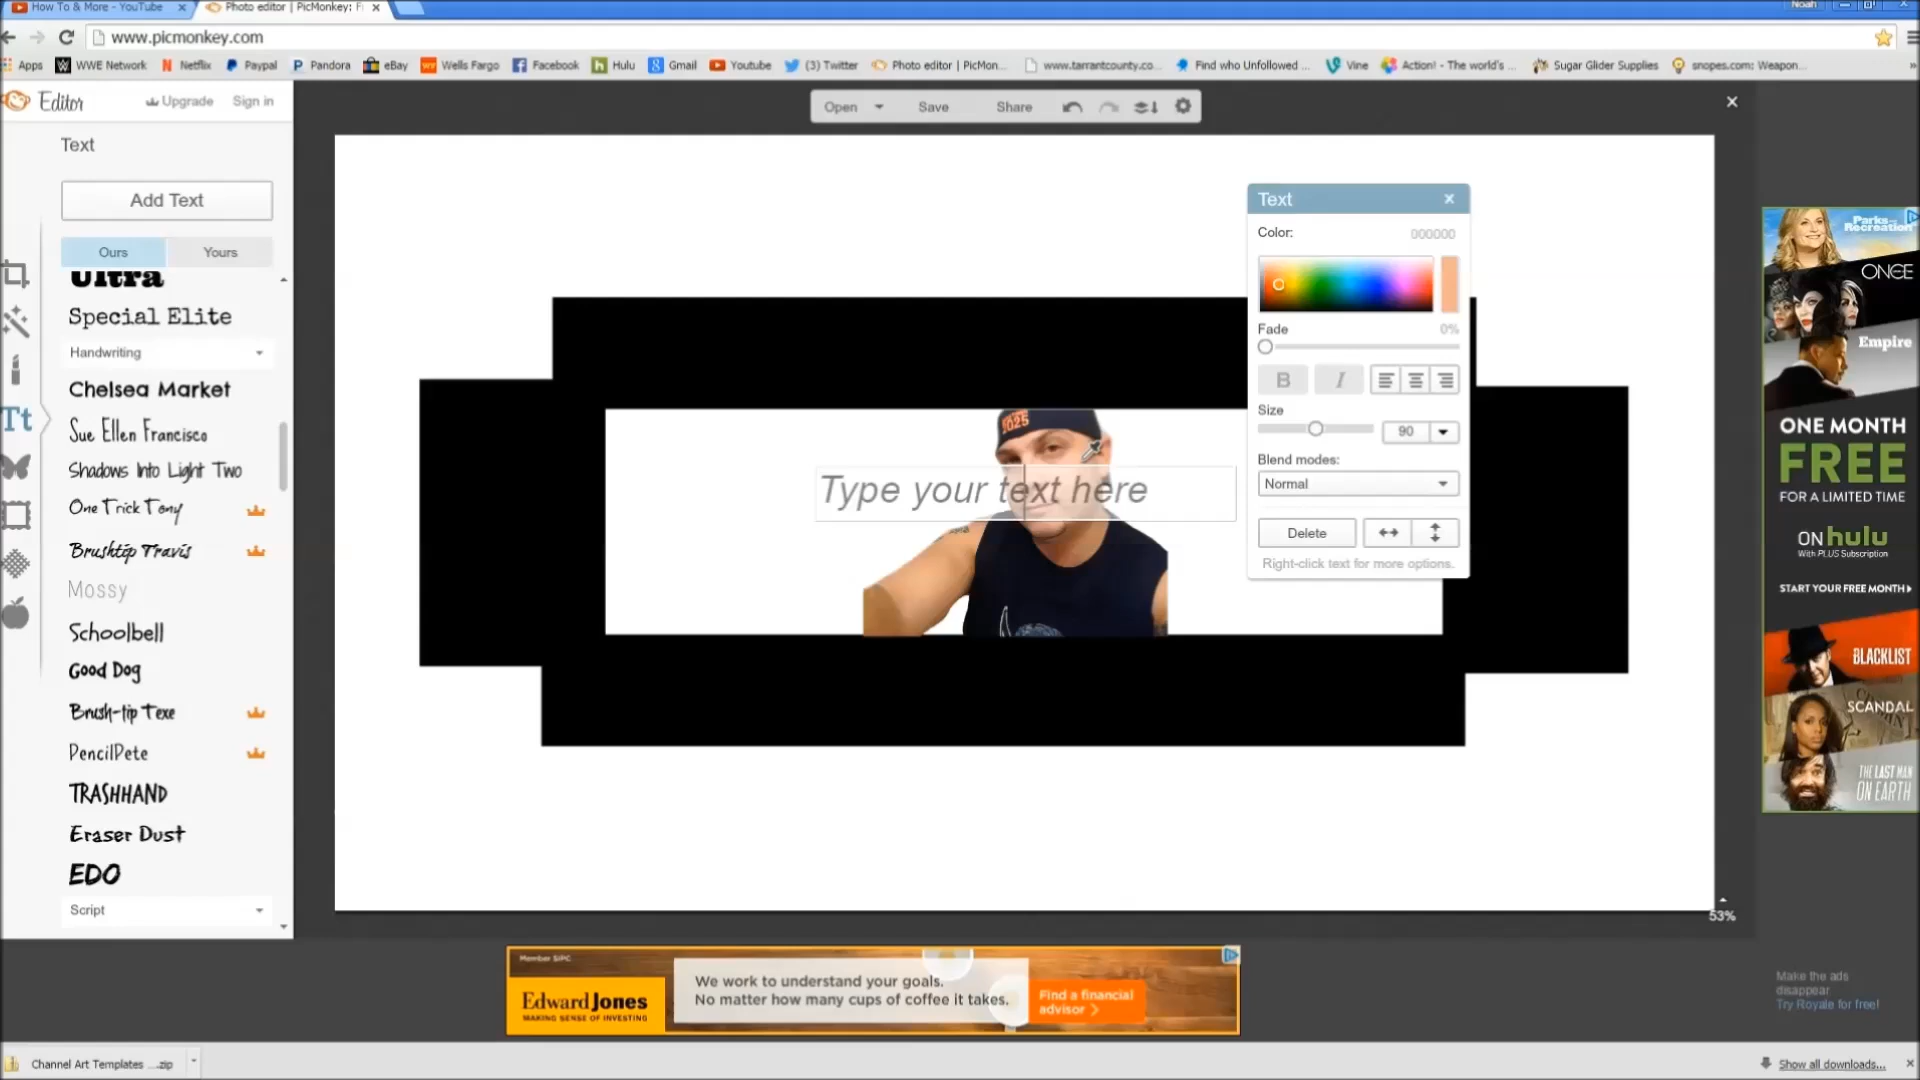 How To & More - YouTube
Photo editor | PicMonkey: F
Noah
www.picmonkey.com
Apps
WWE Network
Netflix
Paypal
Pandora
eBay
Wells Fargo
Facebook
Hulu
Gmail
Youtube
(3) Twitter
Photo editor | PicMon...
www.tarrantcounty.co...
Find who Unfollowed ...
Vine
Action! - The world's ...
Sugar Glider Supplies
snopes.com: Weapon...
Editor
Upgrade
Sign in
Open
Save
Share
Text
Add Text
Ours
Yours
Ultra
Special Elite
Handwriting
Chelsea Market
Sue Ellen Francisco
Shadows Into Light Two
One Trick Tony
Brushtip Travis
Mossy
Schoolbell
Good Dog
Brush-tip Texe
PencilPete
TRASHHAND
Eraser Dust
EDO
Script
Tt
2025
Type your text here
Text
Color:
000000
Fade
0%
B
I
Size
90
Blend modes:
Normal
Delete
Right-click text for more options.
53%
Parks and
Recreation
ONCE
Empire
ONE MONTH
FREE
FOR A LIMITED TIME
ON hulu
With PLUS Subscription
START YOUR FREE MONTH
BLACKLIST
SCANDAL
THE LAST MAN
ON EARTH
Member SIPC
Edward Jones
MAKING SENSE OF INVESTING
We work to understand your goals.
No matter how many cups of coffee it takes.
Find a financial
advisor >
Make the ads
disappear.
Try Royale for free!
Channel Art Templates ....zip
Show all downloads...